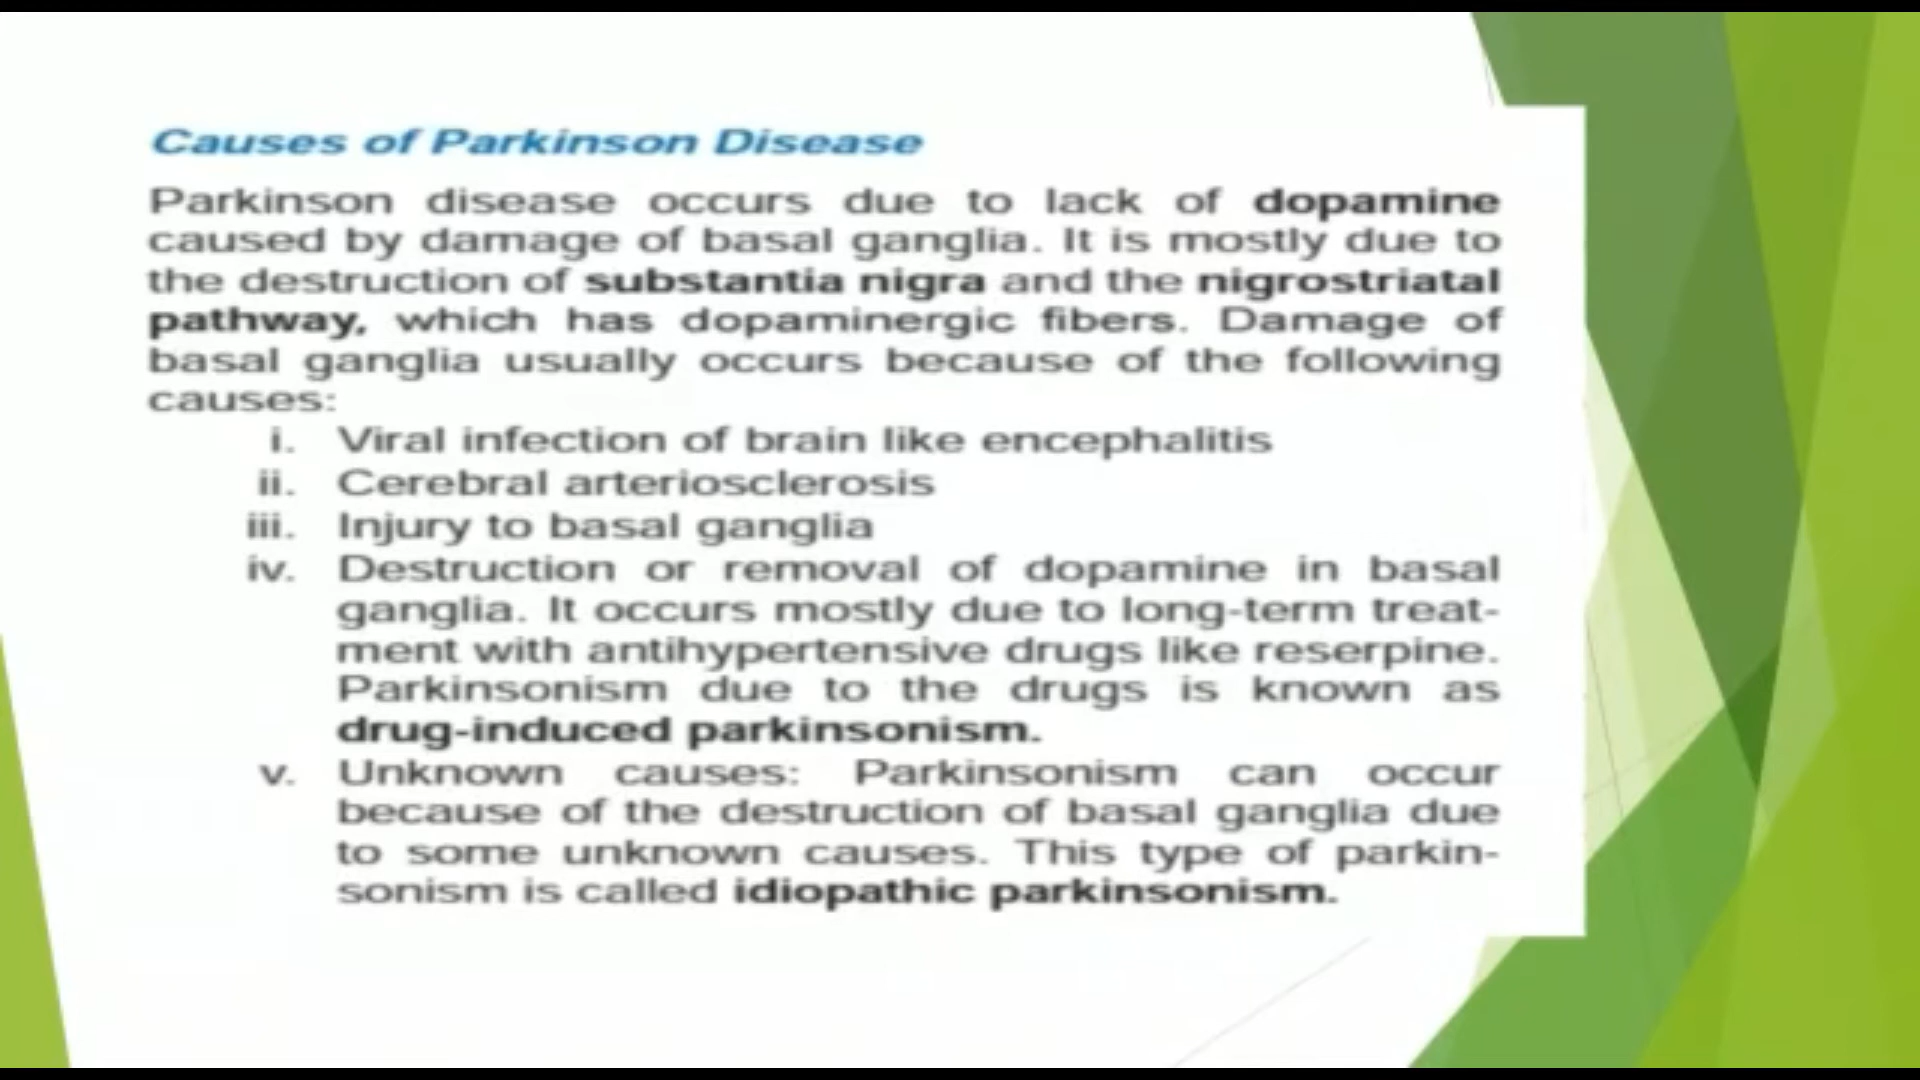 Causes of Parkinson Disease
Parkinson disease occurs due to lack of dopamine
caused by damage of basal ganglia. It is mostly due to
the destruction of substantia nigra and the nigrostriatal
pathway, which has dopaminergic fibers. Damage of
basal ganglia usually occurs because of the following
causes:
i. Viral infection of brain like encephalitis
ii. Cerebral arteriosclerosis
iii. Injury to basal ganglia
iv. Destruction or removal of dopamine in basal
ganglia. It occurs mostly due to long-term treat-
ment with antihypertensive drugs like reserpine.
Parkinsonism due to the drugs is known as
drug-induced parkinsonism.
v. Unknown causes: Parkinsonism can occur
because of the destruction of basal ganglia due
to some unknown causes. This type of parkin-
sonism is called idiopathic parkinsonism.